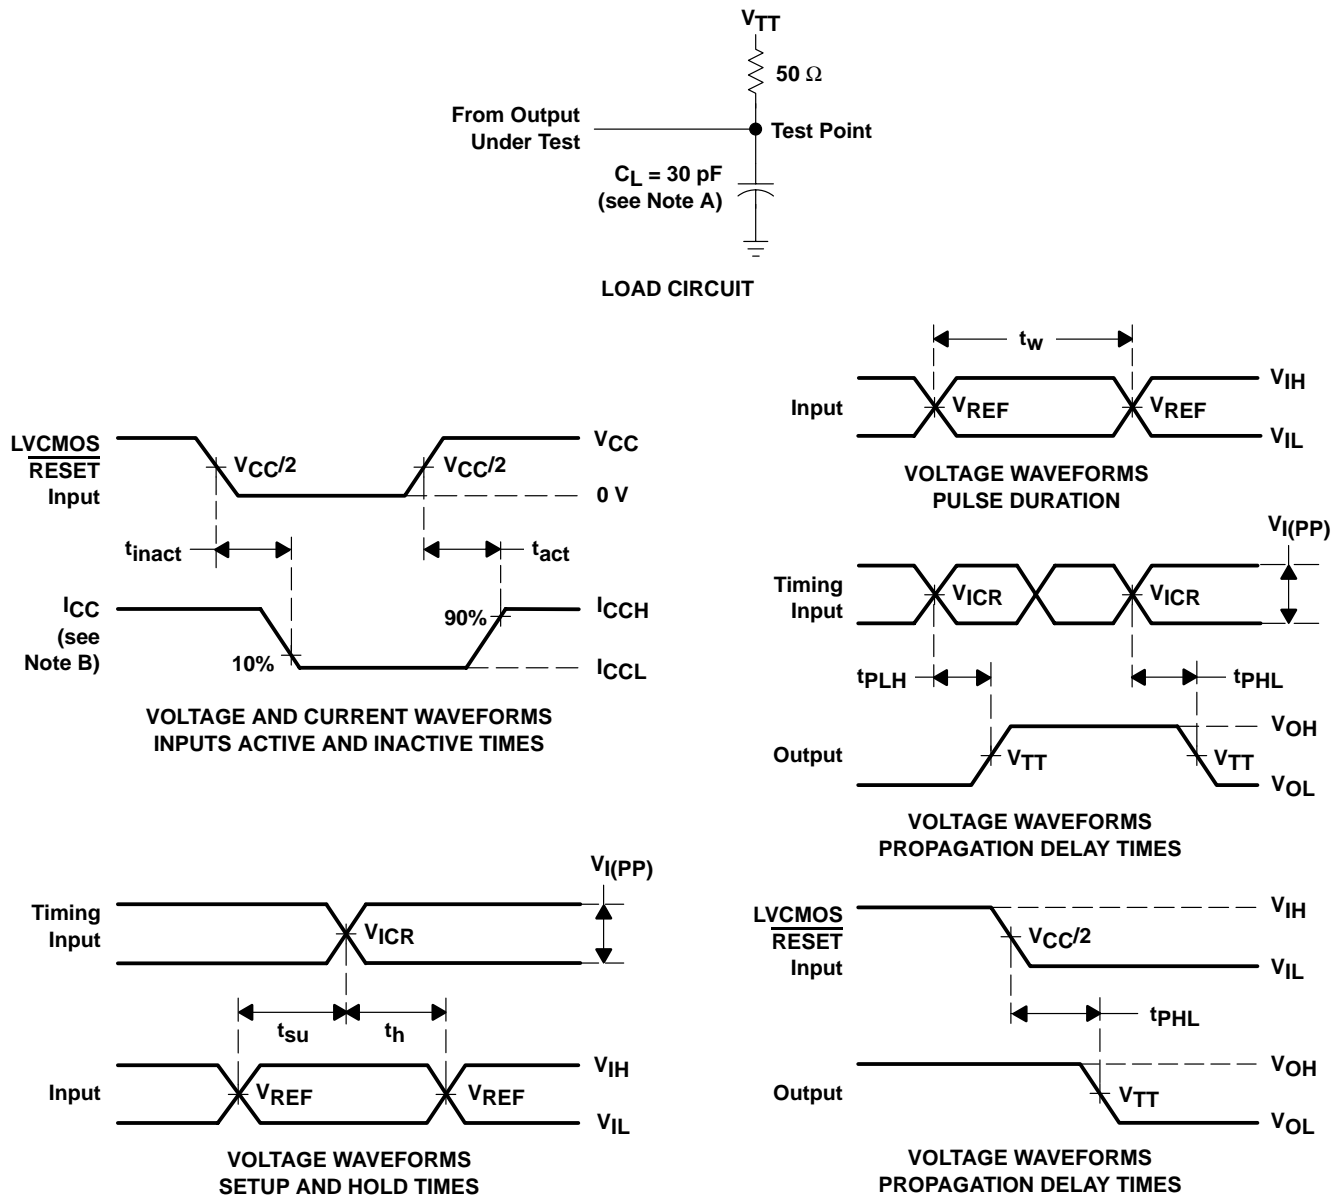 VTT
50 Ω
From Output
Under Test
Test Point
CL = 30 pF
(see Note A)
LOAD CIRCUIT
tw
VIH
Input
VREF
VREF
VIL
VOLTAGE WAVEFORMS
PULSE DURATION
LVCMOS
RESET
Input
VCC/2
VCC/2
VCC
0 V
tinact
tact
ICC
(see
Note B)
10%
90%
ICCH
ICCL
VOLTAGE AND CURRENT WAVEFORMS
INPUTS ACTIVE AND INACTIVE TIMES
VI(PP)
Timing
Input
VICR
VICR
tPLH
tPHL
Output
VTT
VTT
VOH
VOL
VOLTAGE WAVEFORMS
PROPAGATION DELAY TIMES
VI(PP)
Timing
Input
VICR
tsu
th
Input
VREF
VREF
VIH
VIL
VOLTAGE WAVEFORMS
SETUP AND HOLD TIMES
LVCMOS
RESET
Input
VCC/2
VIH
VIL
tPHL
Output
VTT
VOH
VOL
VOLTAGE WAVEFORMS
PROPAGATION DELAY TIMES